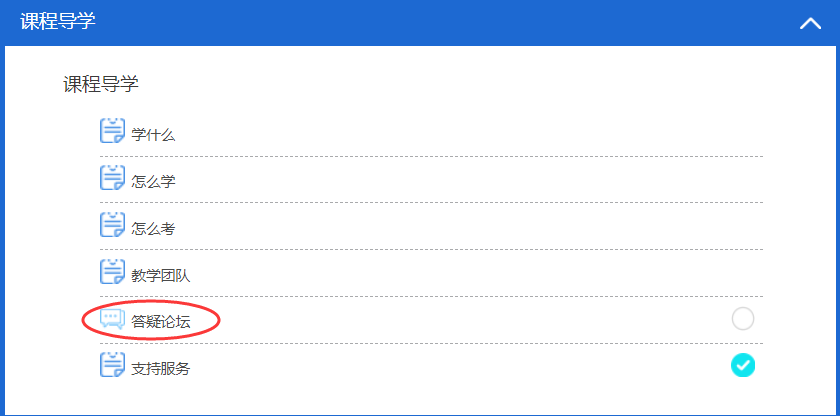 课程导学
课程导学
学什么
怎么学
怎么考
教学团队
答疑论坛
支持服务